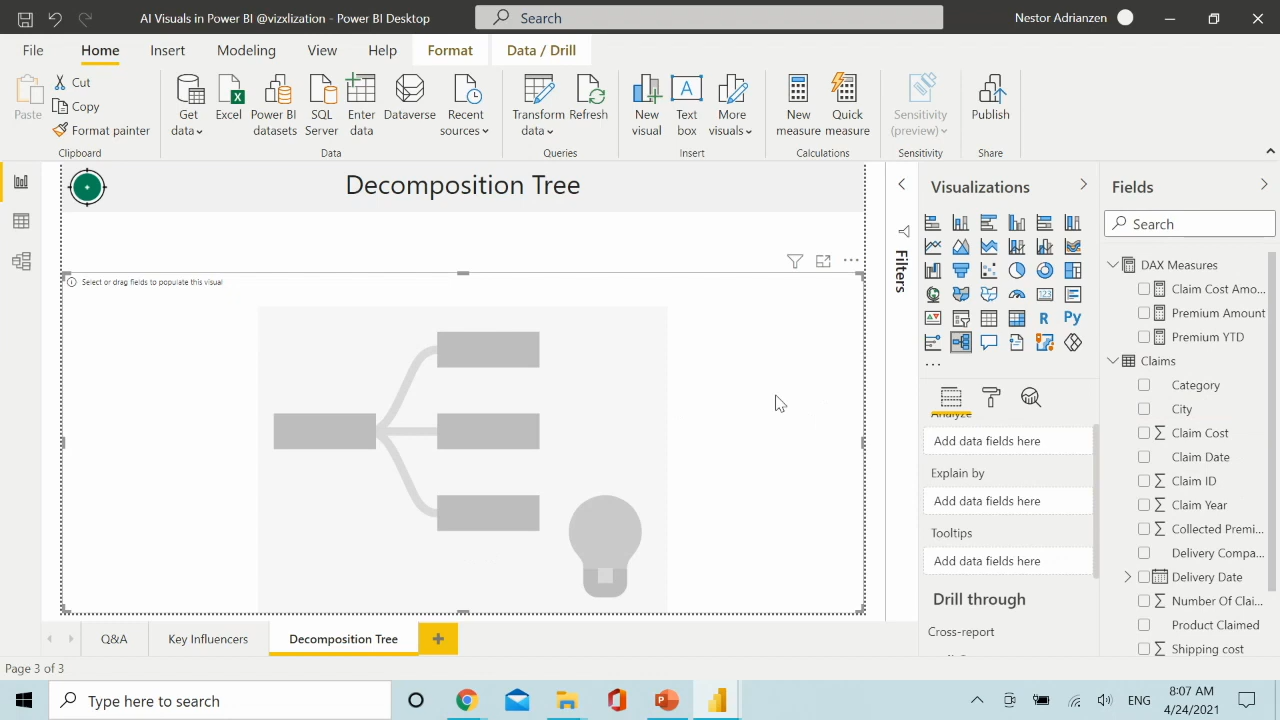 AI Visuals in Power BI @vizxlization - Power BI Desktop
Search
Nestor Adrianzen
File
Home
Insert
Modeling
View
Help
Format
Data / Drill
Paste
Cut
Copy
Format painter
Get data
Excel
Power BI datasets
SQL Server
Enter data
Dataverse
Recent sources
Transform data
Refresh
New visual
Text box
More visuals
New measure
Quick measure
Sensitivity (preview)
Publish
Clipboard
Data
Queries
Insert
Calculations
Sensitivity
Share
Decomposition Tree
Select or drag fields to populate this visual
Filters
Visualizations
R
Py
123
Analyze
Add data fields here
Explain by
Add data fields here
Tooltips
Add data fields here
Drill through
Cross-report
Fields
Search
DAX Measures
Claim Cost Amo...
Premium Amount
Premium YTD
Claims
Category
City
Claim Cost
Claim Date
Claim ID
Claim Year
Collected Premi...
Delivery Compa...
Delivery Date
Number Of Clai...
Product Claimed
Shipping cost
Q&A
Key Influencers
Decomposition Tree
Page 3 of 3
Type here to search
ENG
8:07 AM
4/24/2021